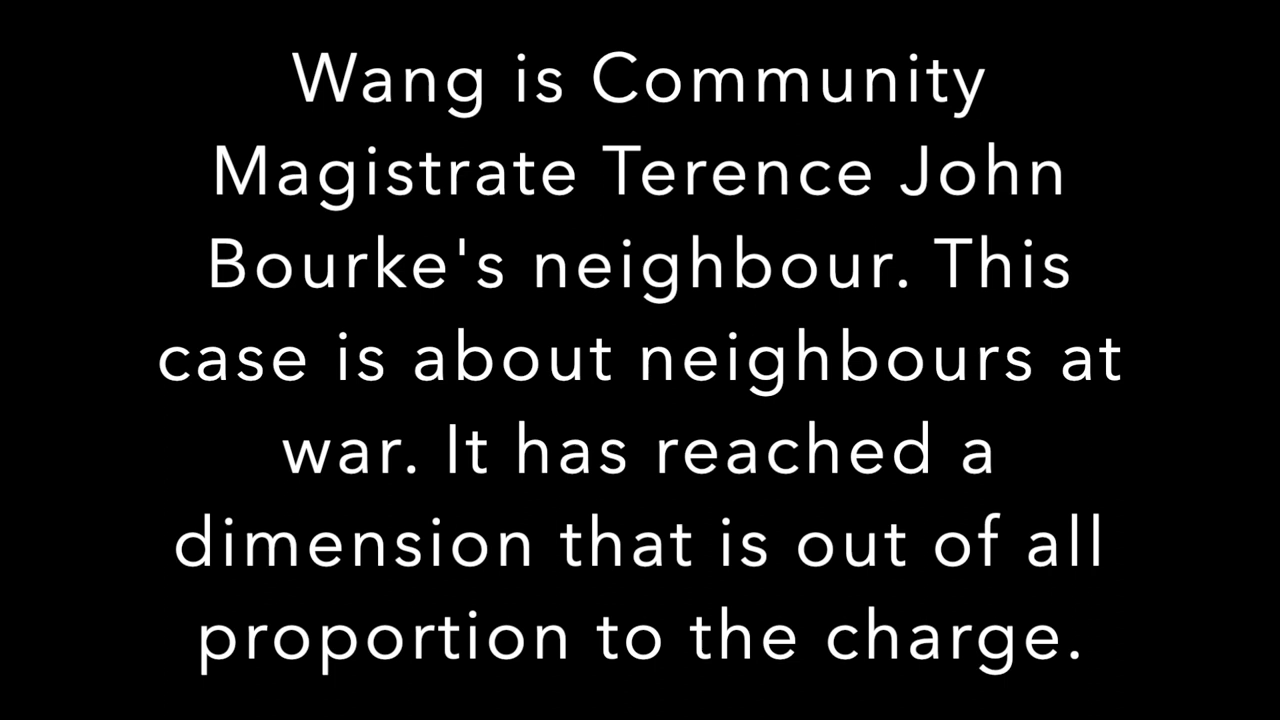 Wang is Community
Magistrate Terence John
Bourke's neighbour. This
case is about neighbours at
war. It has reached a
dimension that is out of all
proportion to the charge.